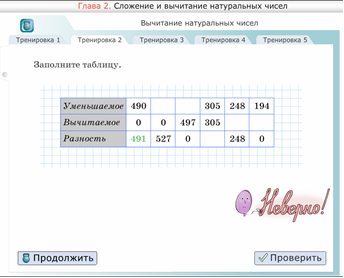 Глава 2. Сложение и вычитание натуральных чисел
Вычитание натуральных чисел
Тренировка 1 Тренировка 2 Тренировка 3 Тренировка 4 Тренировка 5
Заполните таблицу.
Уменьшаемое 490 305 248 194
Вычитаемое 0 0 497 305
Разность 491 527 0 248 0
Неверно!
Продолжить Проверить